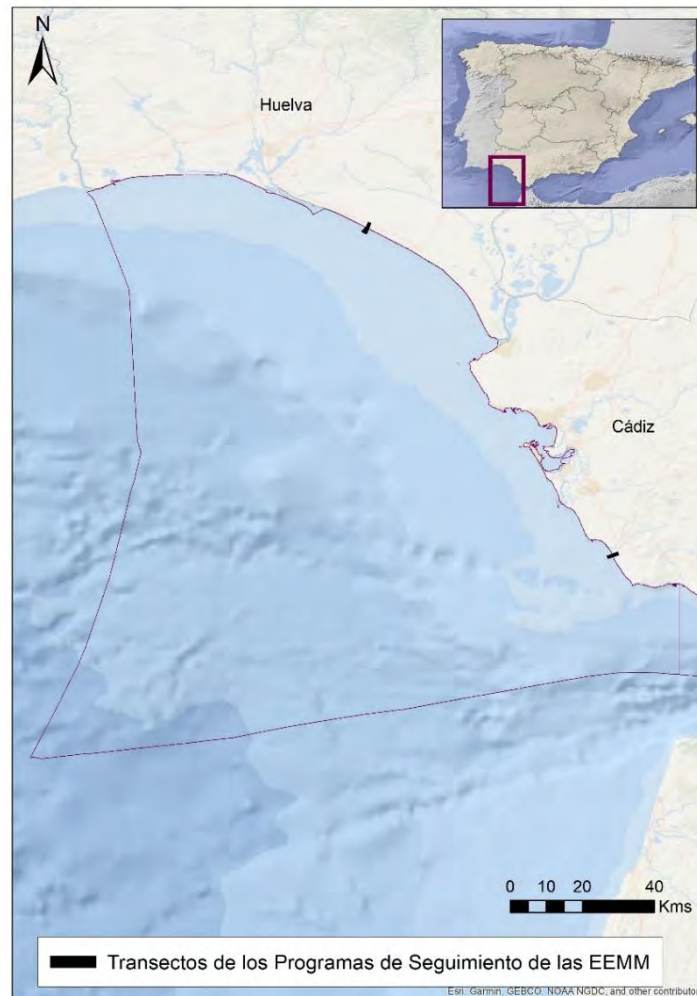 N
Huelva
Cádiz
0 10 20 40
Kms
Transectos de los Programas de Seguimiento de las EEMM
Esri, Garmin, GEBCO, NOAA NGDC, and other contributor